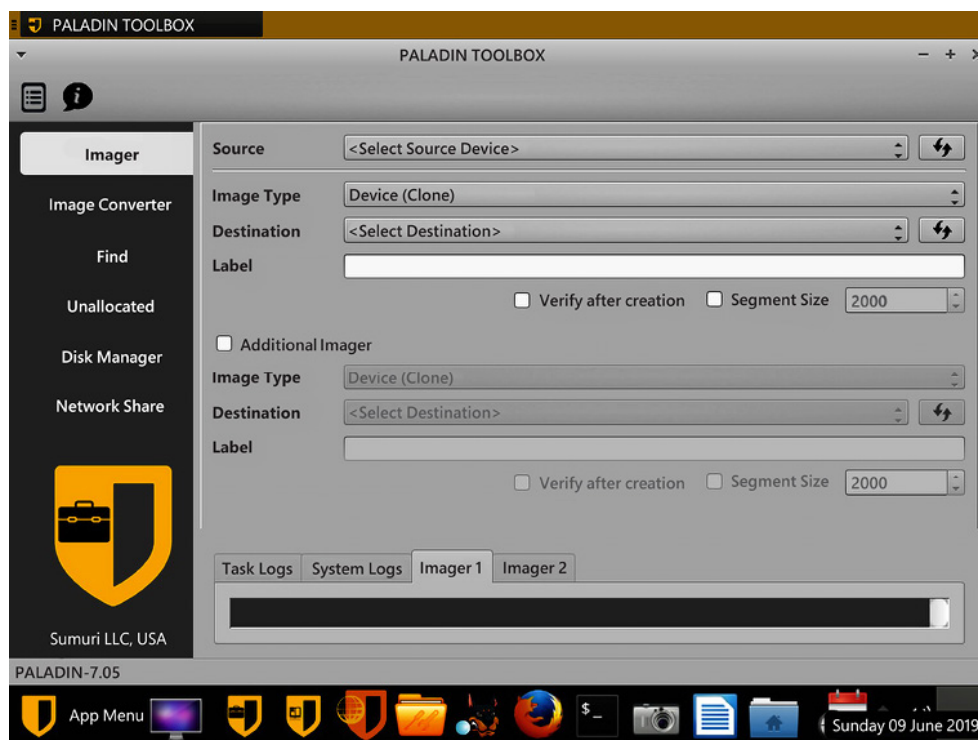 PALADIN TOOLBOX
PALADIN TOOLBOX
Imager
Image Converter
Find
Unallocated
Disk Manager
Network Share
Sumuri LLC, USA
Source <Select Source Device>
Image Type Device (Clone)
Destination <Select Destination>
Label
Verify after creation Segment Size 2000
Additional Imager
Image Type Device (Clone)
Destination <Select Destination>
Label
Verify after creation Segment Size 2000
Task Logs System Logs Imager 1 Imager 2
PALADIN-7.05
App Menu $_ Sunday 09 June 2019